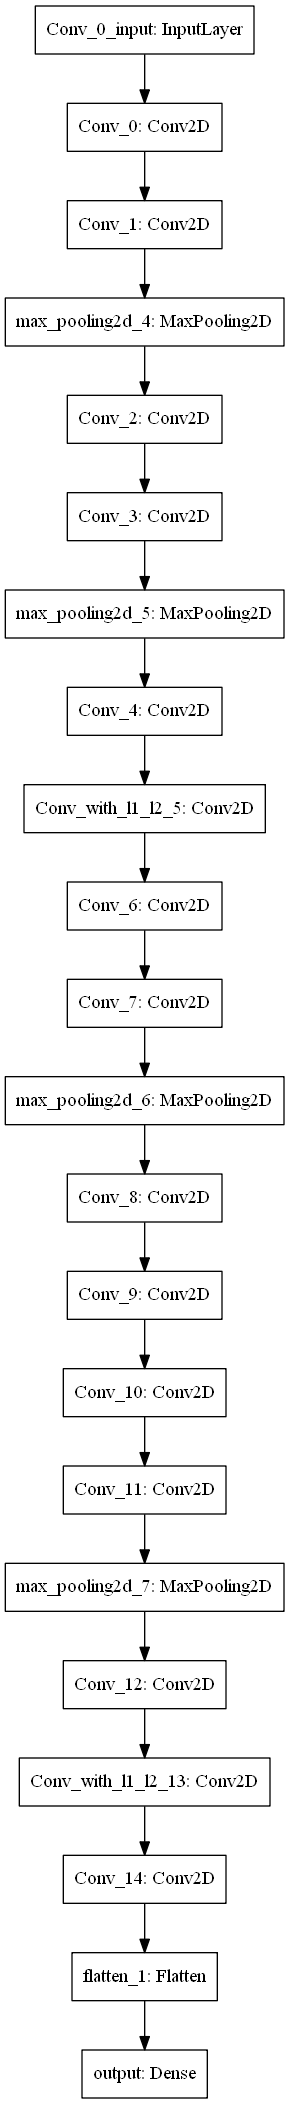 Conv_0_input: InputLayer
Conv_0: Conv2D
Conv_1: Conv2D
max_pooling2d_4: MaxPooling2D
Conv_2: Conv2D
Conv_3: Conv2D
max_pooling2d_5: MaxPooling2D
Conv_4: Conv2D
Conv_with_l1_l2_5: Conv2D
Conv_6: Conv2D
Conv_7: Conv2D
max_pooling2d_6: MaxPooling2D
Conv_8: Conv2D
Conv_9: Conv2D
Conv_10: Conv2D
Conv_11: Conv2D
max_pooling2d_7: MaxPooling2D
Conv_12: Conv2D
Conv_with_l1_l2_13: Conv2D
Conv_14: Conv2D
flatten_1: Flatten
output: Dense